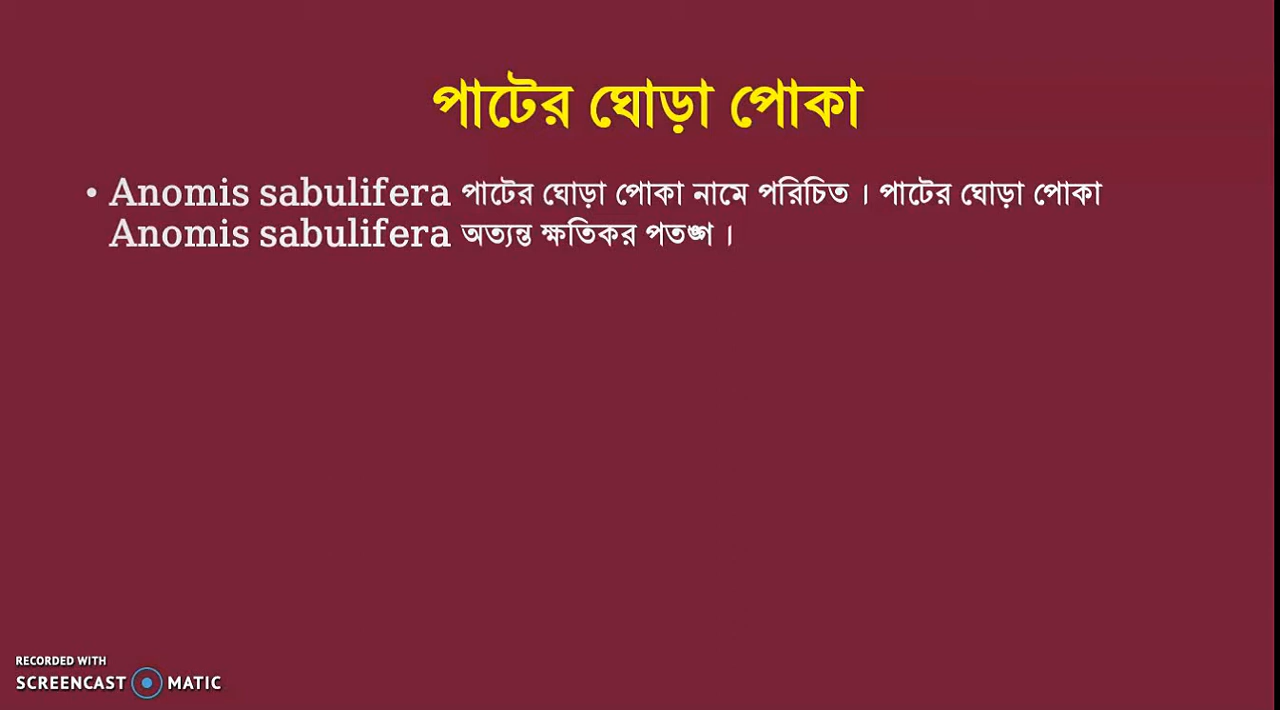 পাটের ঘোড়া পোকা
• Anomis sabulifera পাটের ঘোড়া পোকা নামে পরিচিত । পাটের ঘোড়া পোকা
Anomis sabulifera অত্যন্ত ক্ষতিকর পতঙ্গ ।
RECORDED WITH
SCREENCAST MATIC